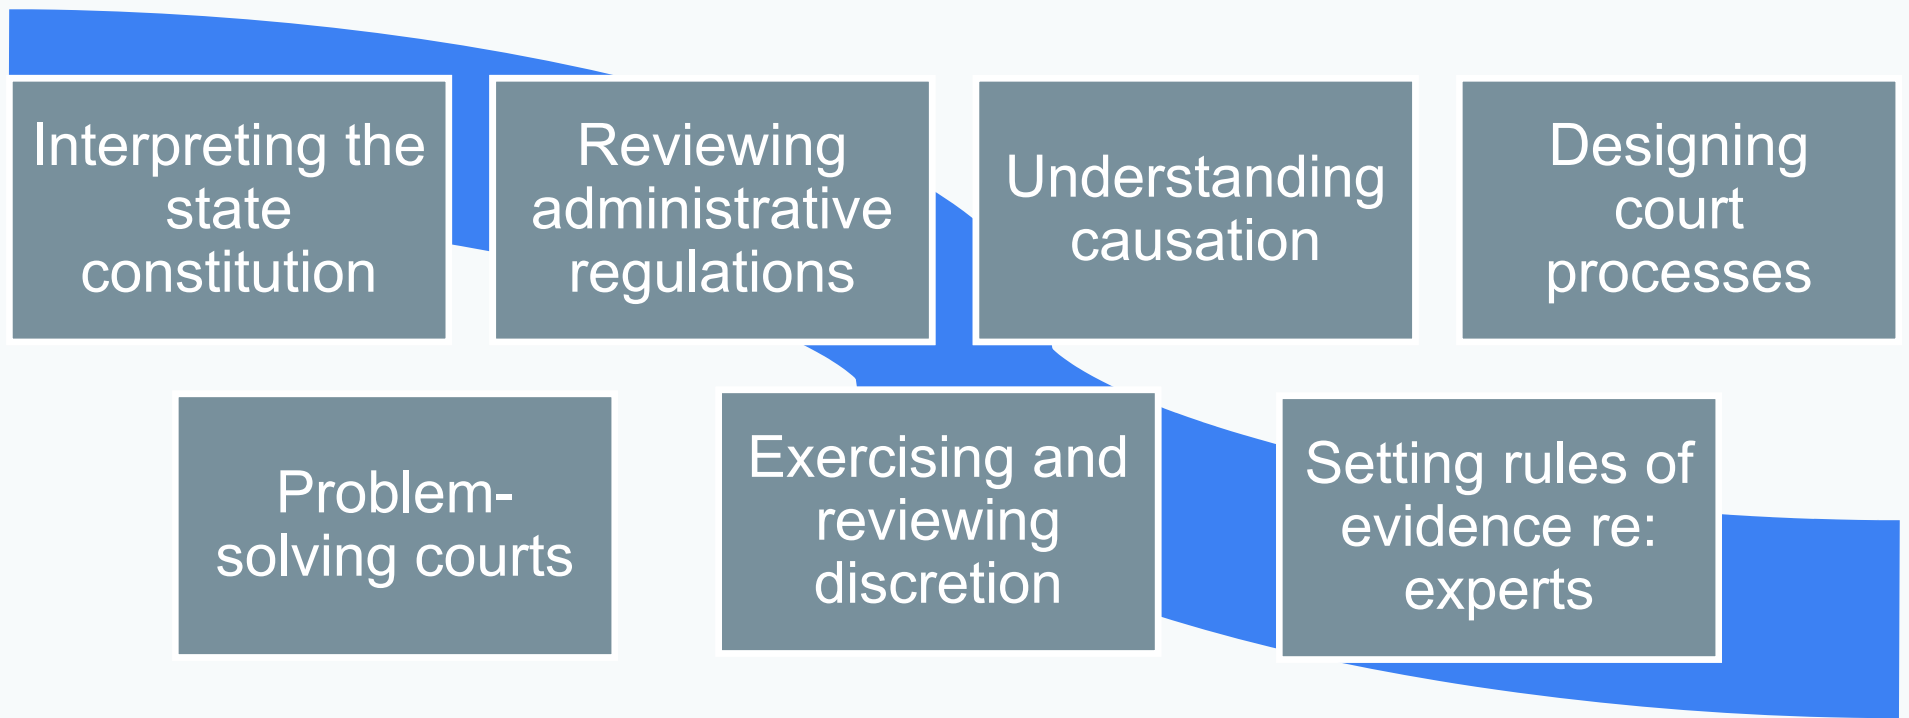 Interpreting the
state
constitution
Reviewing
administrative
regulations
Understanding
causation
Designing
court
processes
Problem-
solving courts
Exercising and
reviewing
discretion
Setting rules of
evidence re:
experts